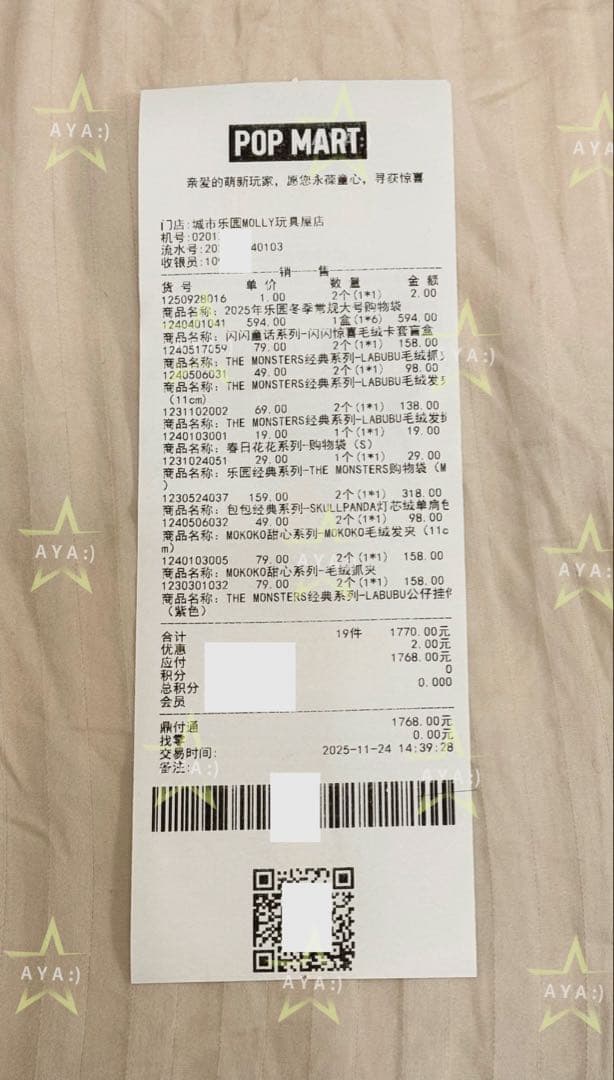 POP MART
亲爱的萌新玩家，愿您永葆童心，寻获惊喜
门店:城市乐园MOLLY玩具屋店
机号:0201
流水号:20 40103
收银员:10
销 售
货号 单价 数量 金额
1250928016 1.00 2个(1*1) 2.00
商品名称: 2025年乐园冬季常规大号购物袋
1240401041 594.00 1盒(1*6) 594.00
商品名称: 闪闪童话系列-闪闪惊喜毛绒卡套盲盒
1240517059 79.00 2个(1*1) 158.00
商品名称: THE MONSTERS经典系列-LABUBU毛绒抓
1240506031 49.00 2个(1*1) 98.00
商品名称: THE MONSTERS经典系列-LABUBU毛绒发
(11cm)
1231102002 69.00 2个(1*1) 138.00
商品名称: THE MONSTERS经典系列-LABUBU毛绒发
1240103001 19.00 1个(1*1) 19.00
商品名称: 春日花花系列-购物袋（S）
1231024051 29.00 1个(1*1) 29.00
商品名称: 乐园经典系列-THE MONSTERS购物袋（M
）
1230524037 159.00 2个(1*1) 318.00
商品名称: 包包经典系列-SKULLPANDA灯芯绒单肩包
1240506032 49.00 2个(1*1) 98.00
商品名称: MOKOKO甜心系列-MOKOKO毛绒发夹（11c
m)
1240103005 79.00 2个(1*1) 158.00
商品名称: MOKOKO甜心系列-毛绒抓夹
1230301032 79.00 2个(1*1) 158.00
商品名称: THE MONSTERS经典系列-LABUBU公仔挂件
（紫色）
合计 19件 1770.00元
优惠 2.00元
应付 1768.00元
积分 0
总积分 0.000
会员
鼎付通 1768.00元
找零 0.00元
交易时间: 2025-11-24 14:39:28
备注:
AYA:)
AYA:)
AYA:)
AYA:)
AYA:)
AYA:)
AYA:)
AYA:)